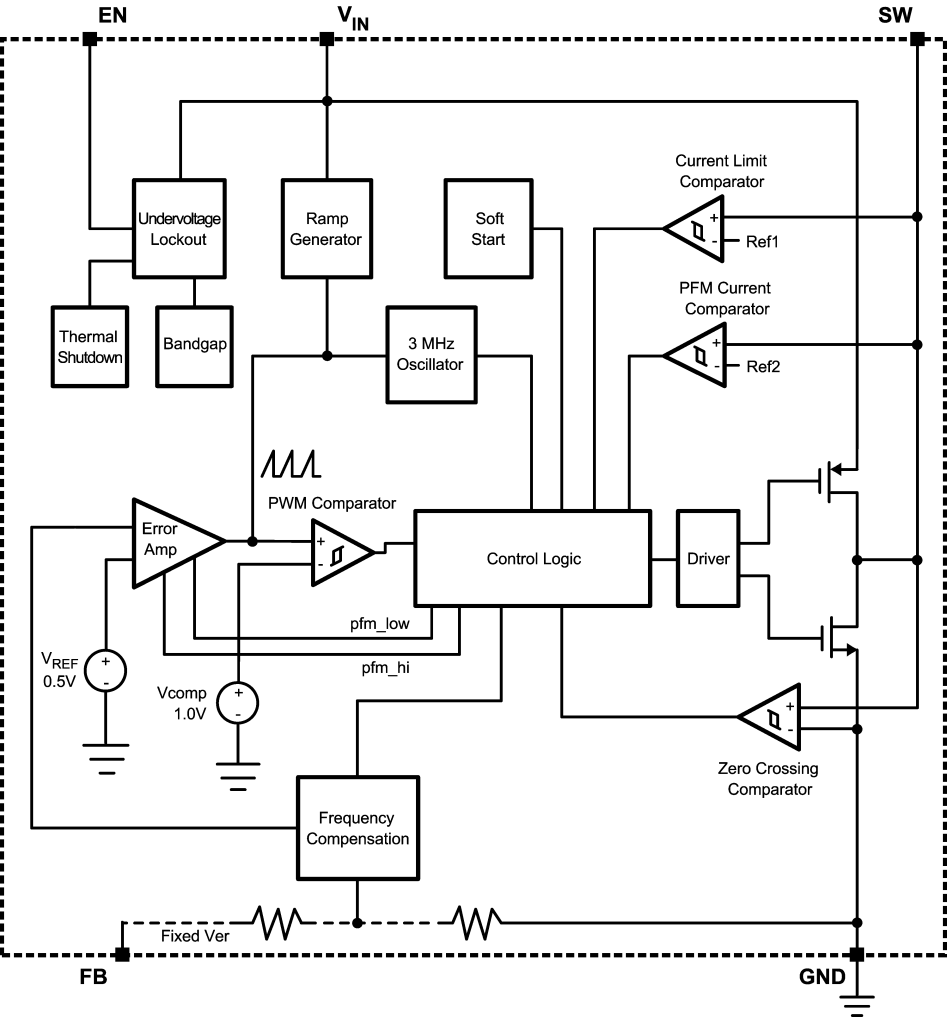 EN
VIN
SW
Current Limit
Comparator
+
-
Ref1
Undervoltage
Lockout
Ramp
Generator
Soft
Start
PFM Current
Comparator
+
-
Ref2
Thermal
Shutdown
Bandgap
3 MHz
Oscillator
PWM Comparator
Error
Amp
+
-
Control Logic
Driver
pfm_low
pfm_hi
VREF
0.5V
+
-
Vcomp
1.0V
+
-
+
-
Zero Crossing
Comparator
Frequency
Compensation
Fixed Ver
FB
GND